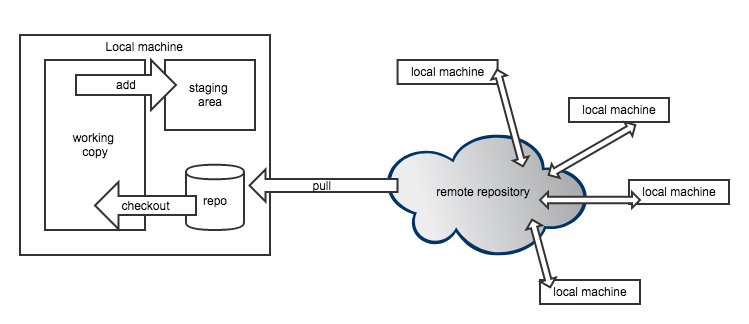 Local machine
add
staging
area
working
copy
checkout
repo
pull
remote repository
local machine
local machine
local machine
local machine